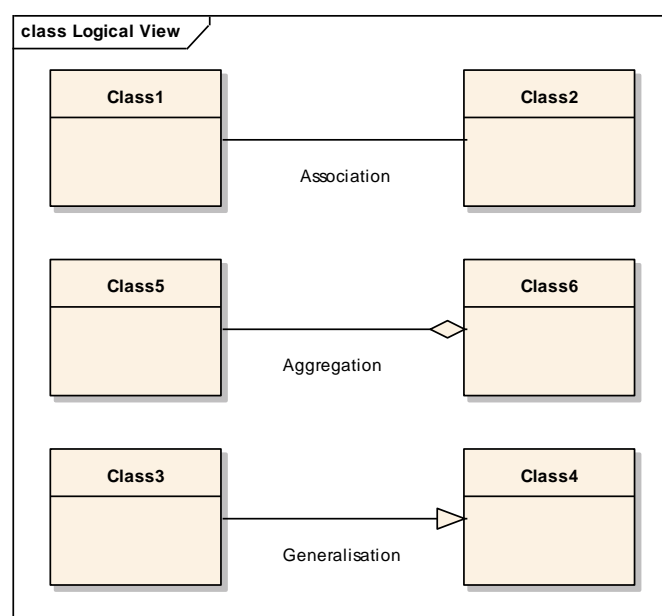 class Logical View
Class1
Class2
Association
Class5
Class6
Aggregation
Class3
Class4
Generalisation